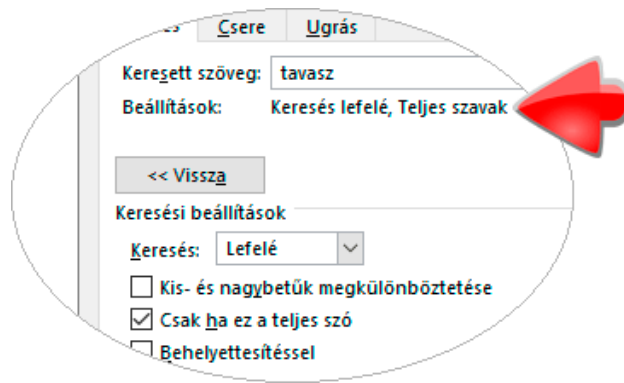 és Csere Ugrás
Keresett szöveg: tavasz
Beállítások: Keresés lefelé, Teljes szavak
<< Vissza
Keresési beállítások
Keresés: Lefelé
Kis- és nagybetűk megkülönböztetése
Csak ha ez a teljes szó
Behelyettesítéssel